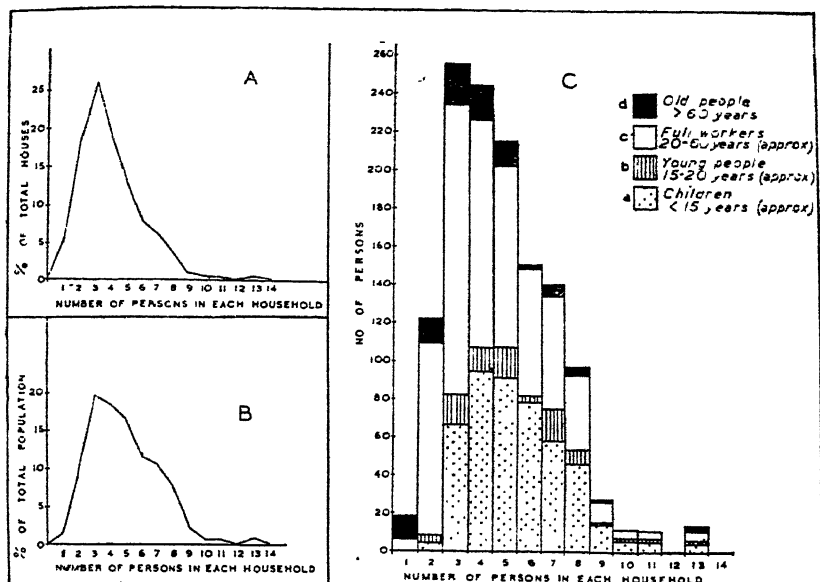 A
25
20
15
10
5
0
% OF TOTAL HOUSES
1 2 3 4 5 6 7 8 9 10 11 12 13 14
NUMBER OF PERSONS IN EACH HOUSEHOLD
B
20
15
10
5
0
% OF TOTAL POPULATION
1 2 3 4 5 6 7 8 9 10 11 12 13 14
NUMBER OF PERSONS IN EACH HOUSEHOLD
C
260
240
220
200
180
160
140
120
100
80
60
40
20
0
NO OF PERSONS
1 2 3 4 5 6 7 8 9 10 11 12 13 14
NUMBER OF PERSONS IN EACH HOUSEHOLD
d Old people
> 60 years
c Full workers
20-60 years (approx)
b Young people
15-20 years (approx)
a Children
< 15 years (approx)